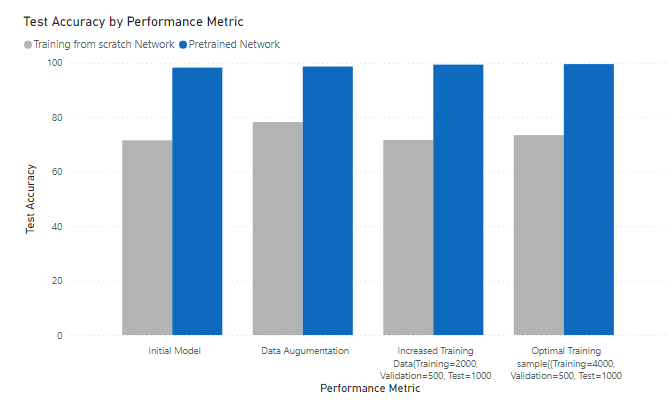 Test Accuracy by Performance Metric
Training from scratch Network Pretrained Network
100
80
60
40
20
0
Test Accuracy
Initial Model
Data Augumentation
Increased Training
Data(Training=2000,
Validation=500, Test=1000
Optimal Training
sample((Training=4000,
Validation=500, Test=1000
Performance Metric